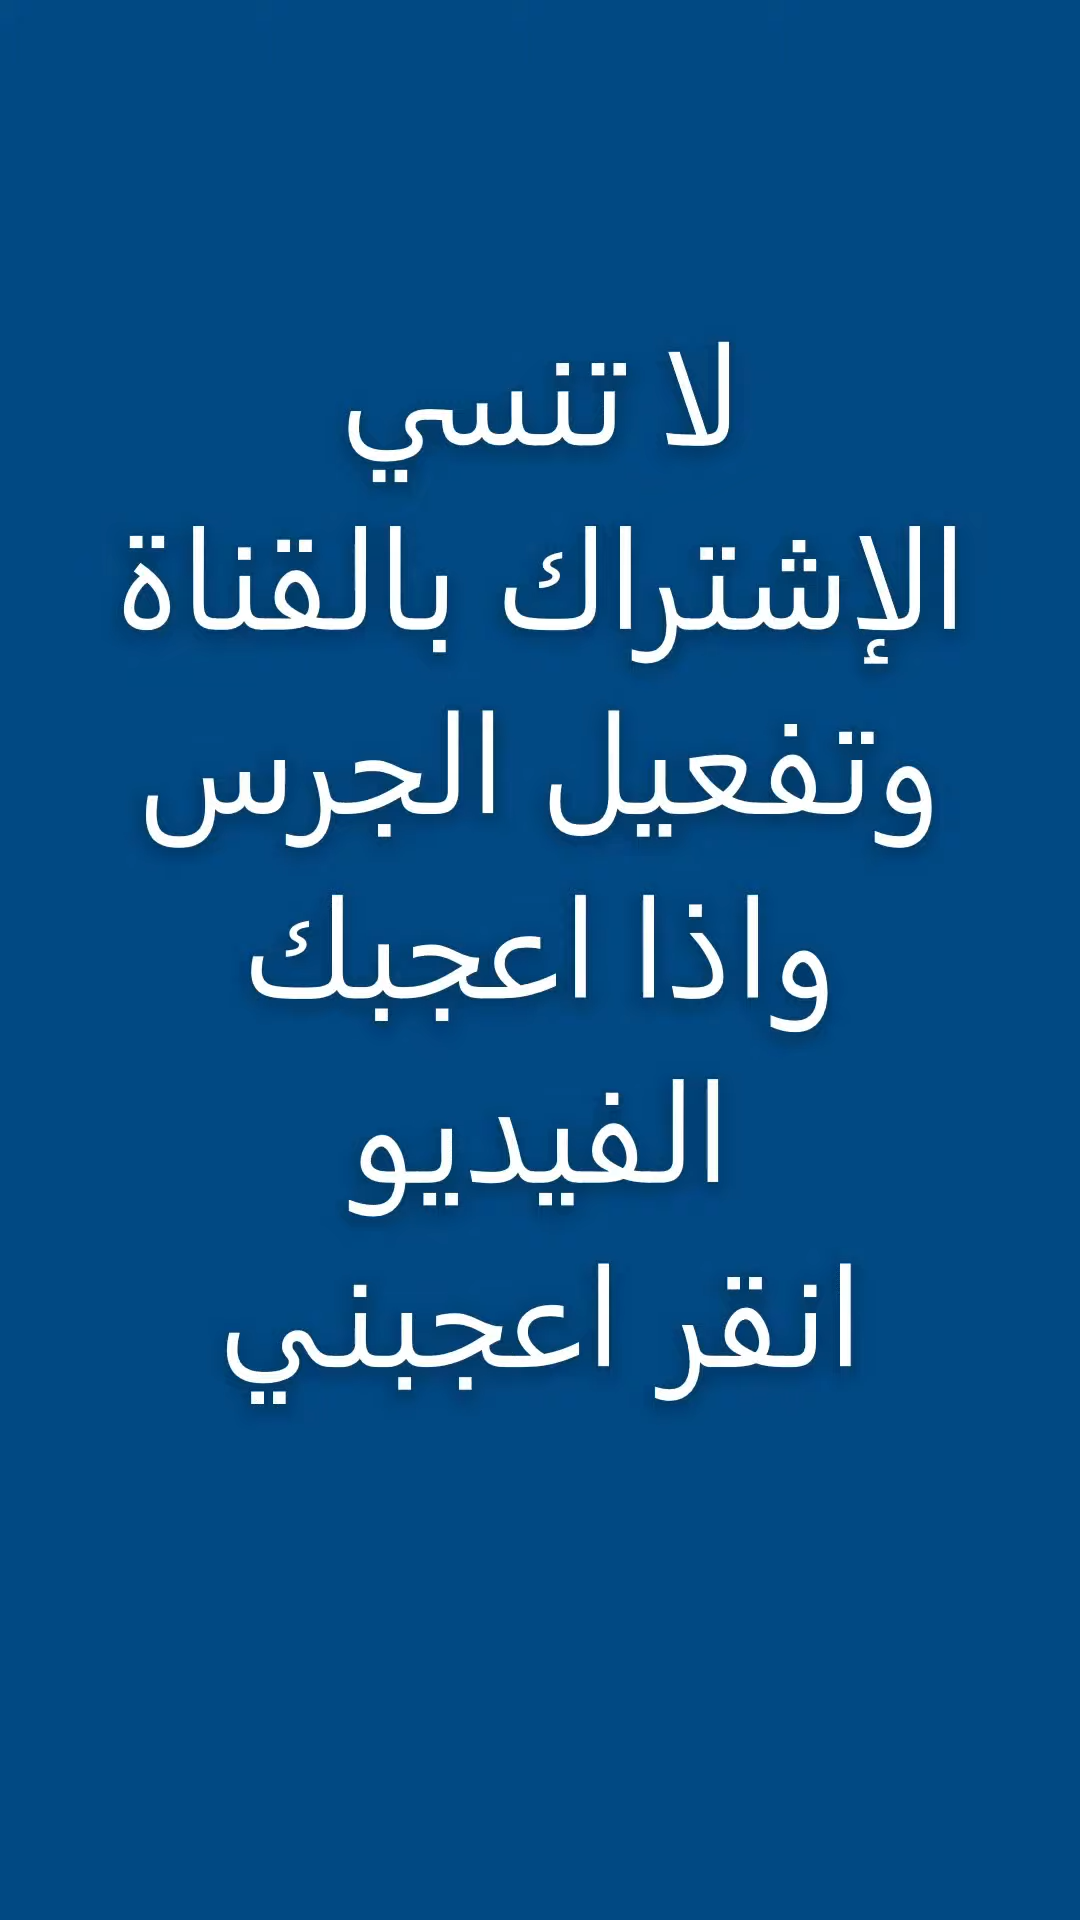 لا تنسي
الإشتراك بالقناة
وتفعيل الجرس
واذا اعجبك
الفيديو
انقر اعجبني